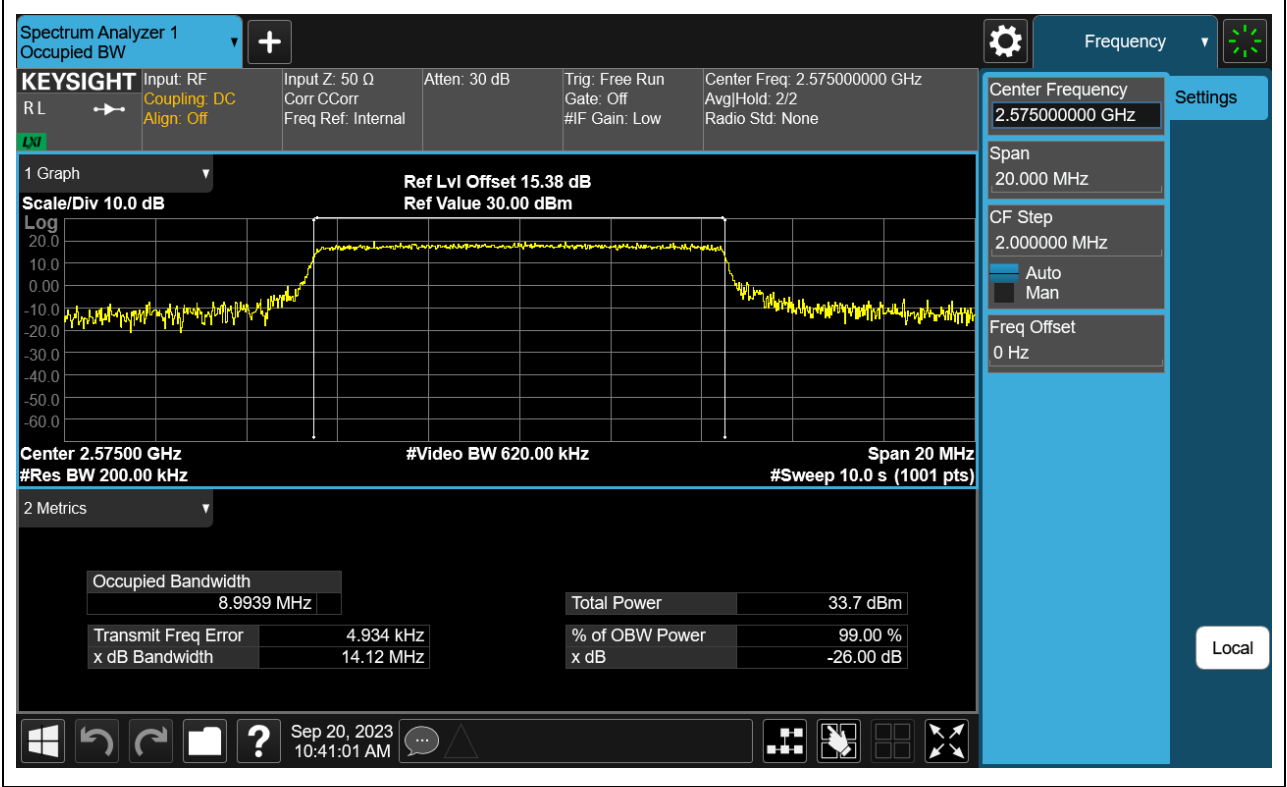 Spectrum Analyzer 1
Occupied BW
Frequency
KEYSIGHT
R L
LXI
Input: RF
Coupling: DC
Align: Off
Input Z: 50 Ω
Corr CCorr
Freq Ref: Internal
Atten: 30 dB
Trig: Free Run
Gate: Off
#IF Gain: Low
Center Freq: 2.575000000 GHz
Avg|Hold: 2/2
Radio Std: None
Center Frequency
2.575000000 GHz
Settings
Span
20.000 MHz
CF Step
2.000000 MHz
Auto
Man
Freq Offset
0 Hz
Local
1 Graph
Scale/Div 10.0 dB
Ref Lvl Offset 15.38 dB
Ref Value 30.00 dBm
Log
20.0
10.0
0.00
-10.0
-20.0
-30.0
-40.0
-50.0
-60.0
Center 2.57500 GHz
#Video BW 620.00 kHz
Span 20 MHz
#Res BW 200.00 kHz
#Sweep 10.0 s (1001 pts)
2 Metrics
Occupied Bandwidth
8.9939 MHz
Total Power 33.7 dBm
Transmit Freq Error 4.934 kHz
% of OBW Power 99.00 %
x dB Bandwidth 14.12 MHz
x dB -26.00 dB
?
Sep 20, 2023
10:41:01 AM